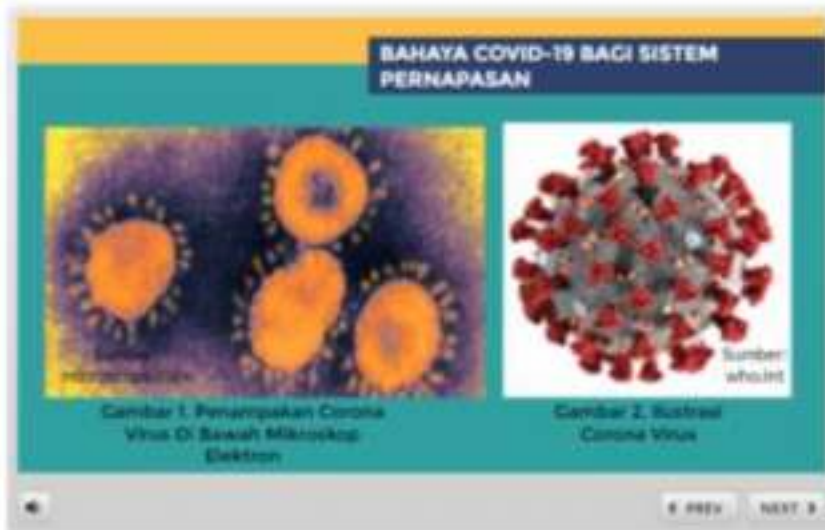 BAHAYA COVID-19 BAGI SISTEM
PERNAPASAN
Sumber:
who.int
Gambar 1. Penampakan Corona
Virus Di Bawah Mikroskop
Elektron
Gambar 2. Ilustrasi
Corona Virus
PREV
NEXT